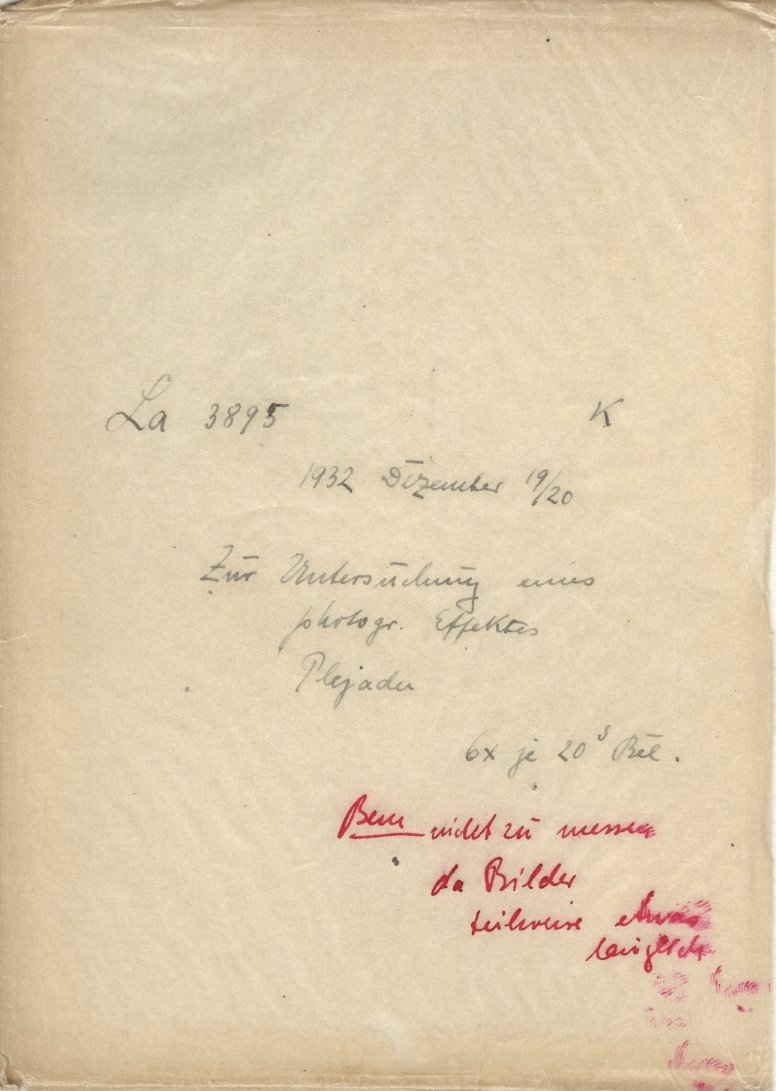 La 3895 K
1932 Dezember 19/20
Zur Untersuchung eines
photogr. Effektes
Plejaden
6x je 20s Bel.
Bem nicht zu messen
da Bilder
teilweise etwas
länglich